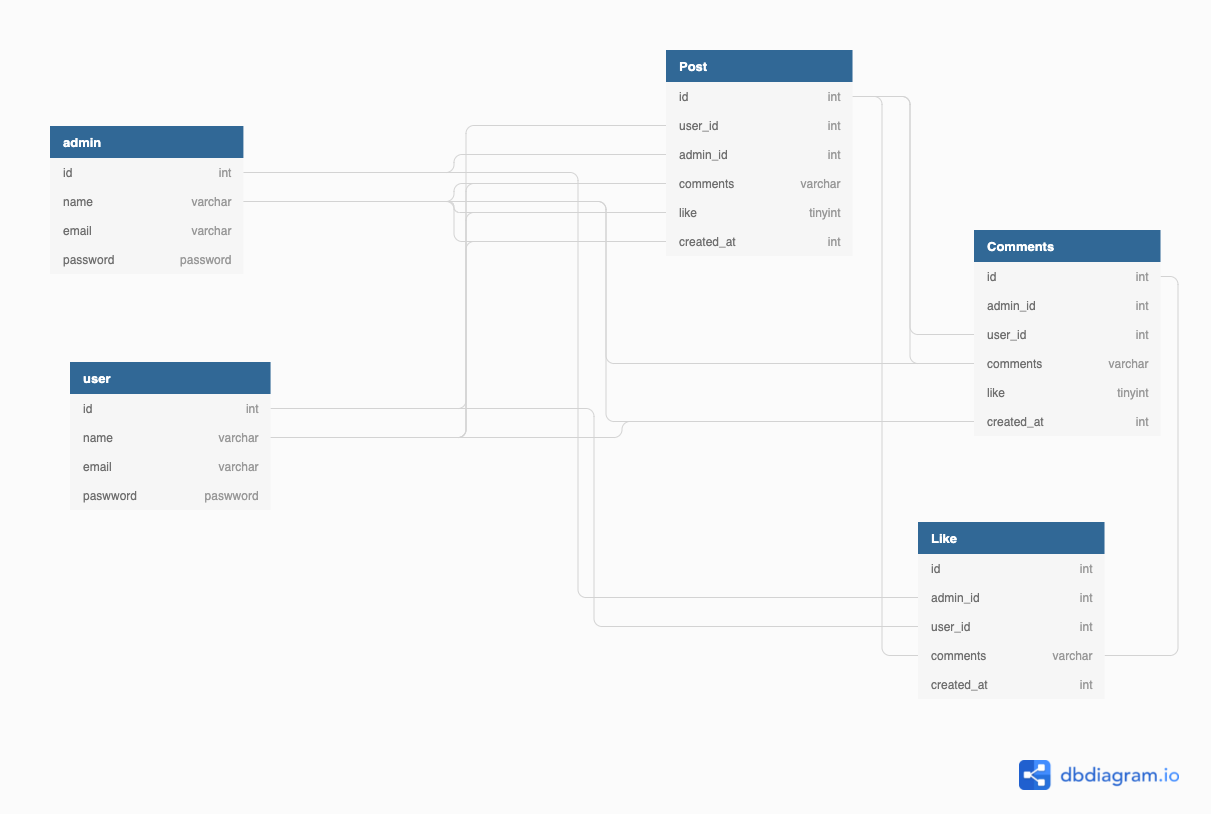 admin
id int
name varchar
email varchar
password password
user
id int
name varchar
email varchar
paswword paswword
Post
id int
user_id int
admin_id int
comments varchar
like tinyint
created_at int
Comments
id int
admin_id int
user_id int
comments varchar
like tinyint
created_at int
Like
id int
admin_id int
user_id int
comments varchar
created_at int
dbdiagram.io